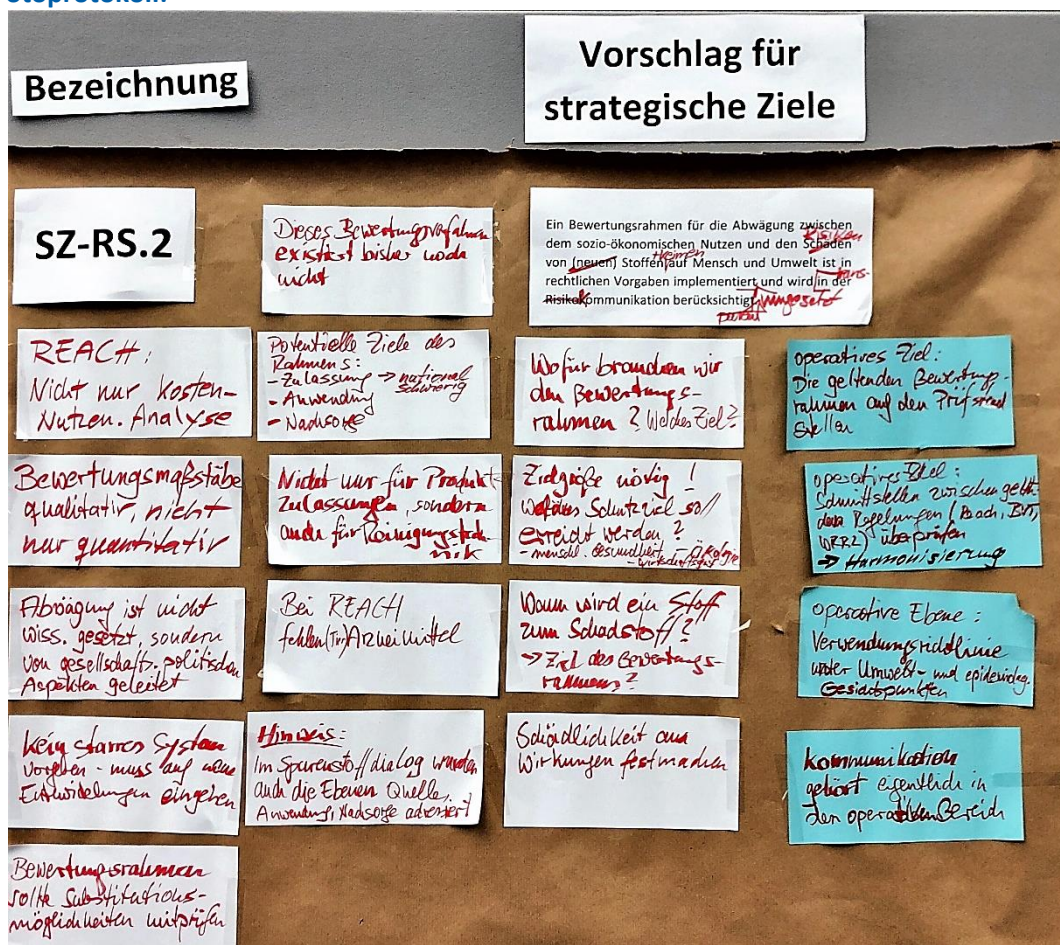 Bezeichnung
Vorschlag für
strategische Ziele
SZ-RS.2
Dieses Bewertungsverfahren
existiert bisher noch
nicht
Ein Bewertungsrahmen für die Abwägung zwischen
dem sozio-ökonomischen Nutzen und den Schäden Risiken
von (neuen) Stoffen auf Mensch und Umwelt ist in
rechtlichen Vorgaben implementiert und wird in der trans-
Risikokommunikation berücksichtigt. umgesetzt
parent
REACH:
Nicht nur Kosten-
Nutzen. Analyse
Potentielle Ziele des
Rahmens:
- Zulassung → national
schwierig
- Anwendung
- Nachsorge
Wofür brauchen wir
den Bewertungs-
rahmen? Welches Ziel?
operatives Ziel:
Die geltenden Bewertungs-
rahmen auf den Prüfstand
stellen
Bewertungsmaßstäbe
qualitativ, nicht
nur quantitativ
Nicht nur für Produkt-
Zulassungen, sondern
auch für Reinigungstech-
nik
Zielgröße nötig!
Welches Schutzziel soll
erreicht werden?
- menschl. Gesundheit - Ökologie
- wirtschaftl.
operatives Ziel:
Schnittstellen zwischen gelten-
den Regelungen (Reach, BVT,
WRRL) überprüfen
→ Harmonisierung
Abwägung ist nicht
wiss. gesetzt, sondern
von gesellschafts-politischen
Aspekten geleitet
Bei REACH
fehlen (Tier) Arzneimittel
Wann wird ein Stoff
zum Schadstoff?
→ Ziel des Bewertungs-
rahmens?
operative Ebene:
Verwendungsrichtlinie
unter Umwelt- und epidemiolog.
Gesichtspunkten
Kein starres System
vorgeben - muss auf neue
Entwicklungen eingehen
Hinweis:
Im Spurenstoffdialog wurden
auch die Ebenen Quelle,
Anwendung, Nachsorge adressiert
Schädlichkeit an
Wirkungen festmachen
Kommunikation
gehört eigentlich in
den operativen Bereich
Bewertungsrahmen
sollte Substitutions-
möglichkeiten mitprüfen